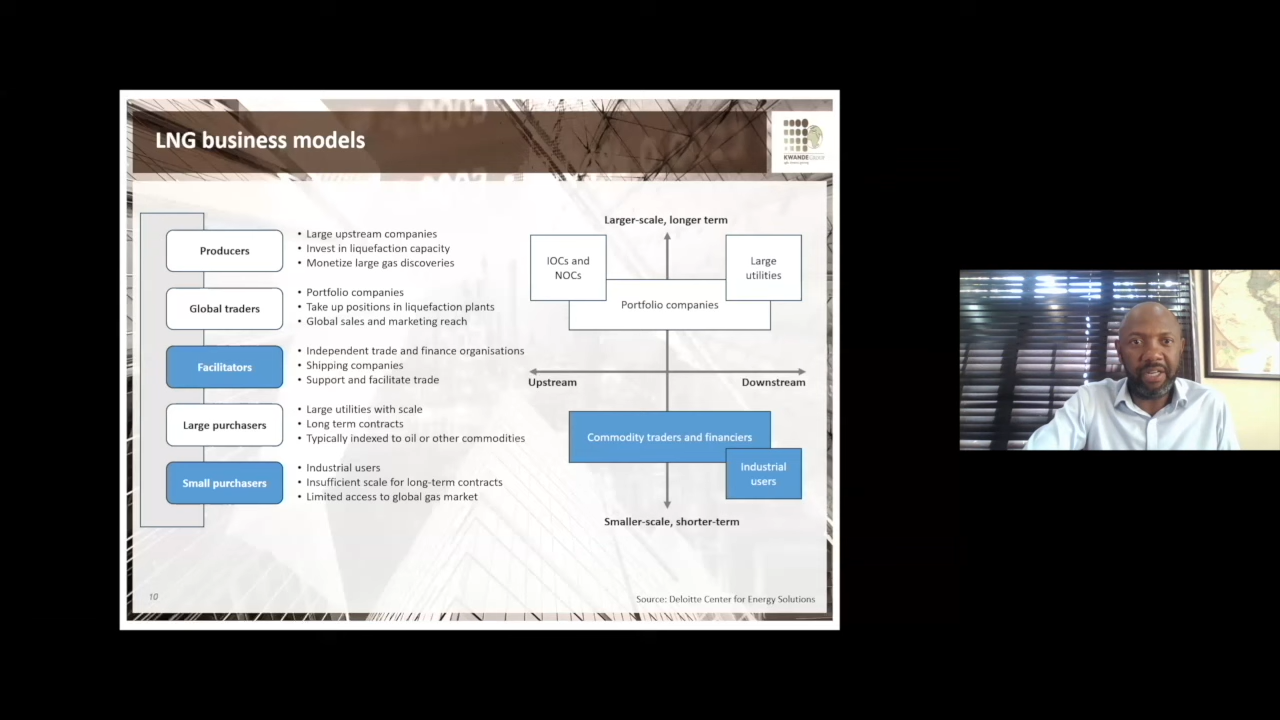 LNG business models
KWANDE
Producers
• Large upstream companies
• Invest in liquefaction capacity
• Monetize large gas discoveries
Global traders
• Portfolio companies
• Take up positions in liquefaction plants
• Global sales and marketing reach
Facilitators
• Independent trade and finance organisations
• Shipping companies
• Support and facilitate trade
Large purchasers
• Large utilities with scale
• Long term contracts
• Typically indexed to oil or other commodities
Small purchasers
• Industrial users
• Insufficient scale for long-term contracts
• Limited access to global gas market
Larger-scale, longer term
IOCs and
NOCs
Large
utilities
Portfolio companies
Upstream
Downstream
Commodity traders and financiers
Industrial
users
Smaller-scale, shorter-term
10
Source: Deloitte Center for Energy Solutions